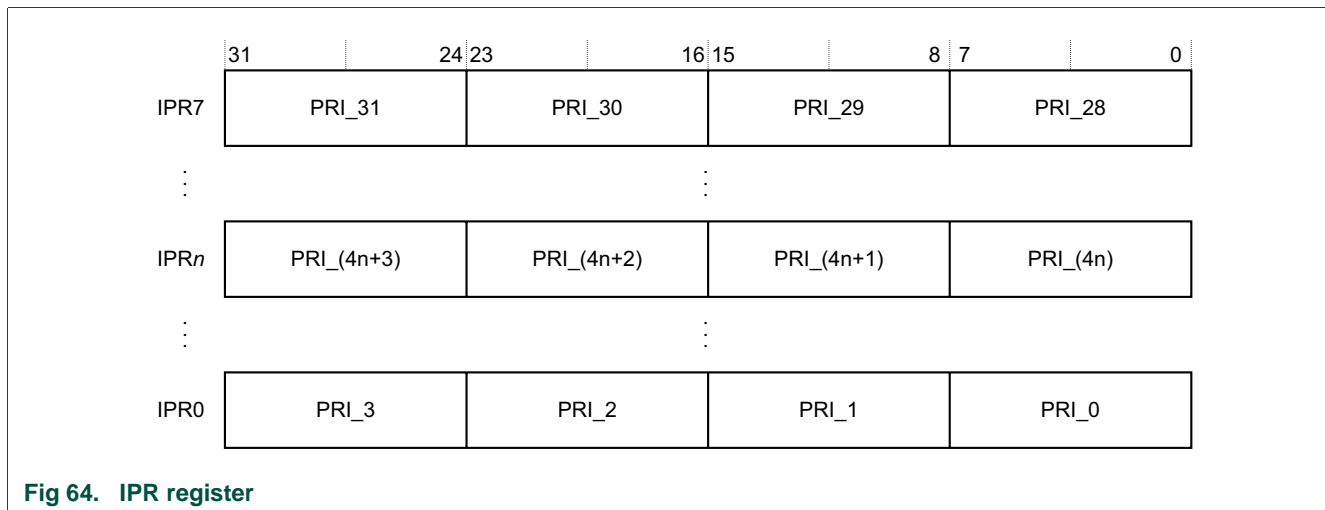 31 24 23 16 15 8 7 0
IPR7 PRI_31 PRI_30 PRI_29 PRI_28
IPRn PRI_(4n+3) PRI_(4n+2) PRI_(4n+1) PRI_(4n)
IPR0 PRI_3 PRI_2 PRI_1 PRI_0
Fig 64. IPR register